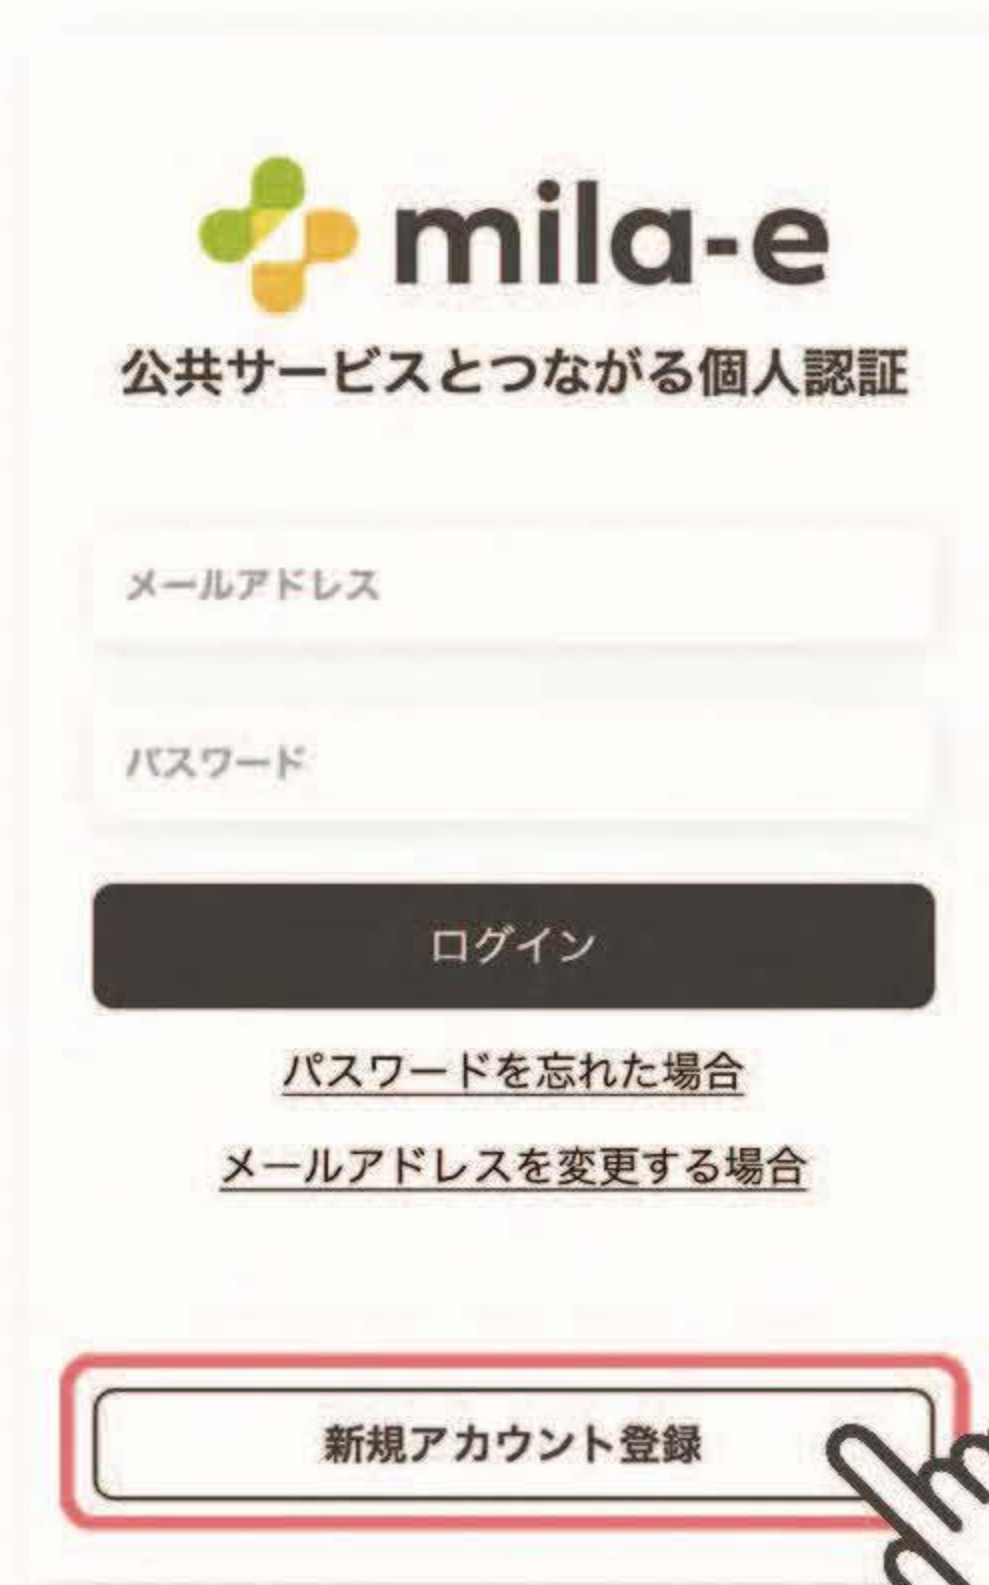 mila-e
公共サービスとつながる個人認証
メールアドレス
パスワード
ログイン
パスワードを忘れた場合
メールアドレスを変更する場合
新規アカウント登録